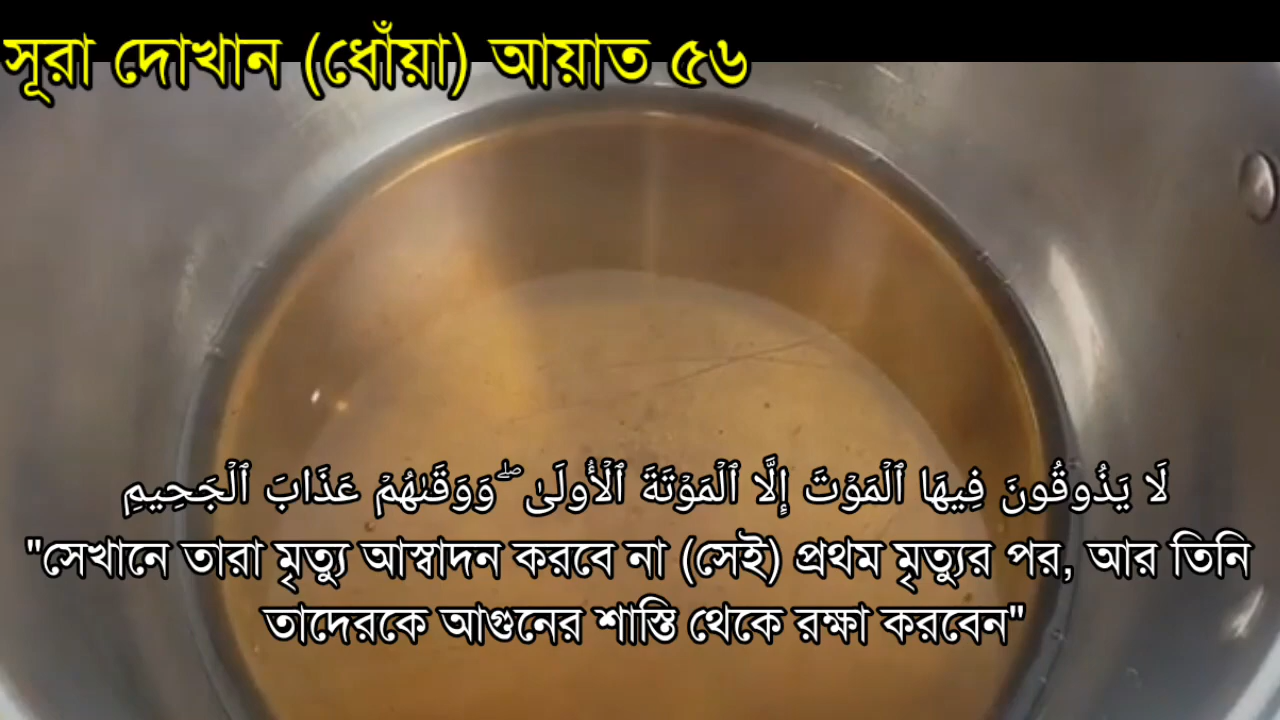 সূরা দোখান (ধোঁয়া) আয়াত ৫৬
لَا يَذُوقُونَ فِيهَا ٱلْمَوْتَ إِلَّا ٱلْمَوْتَةَ ٱلْأُولَىٰ ۖ وَوَقَىٰهُمْ عَذَابَ ٱلْجَحِيمِ
"সেখানে তারা মৃত্যু আস্বাদন করবে না (সেই) প্রথম মৃত্যুর পর, আর তিনি
তাদেরকে আগুনের শাস্তি থেকে রক্ষা করবেন"